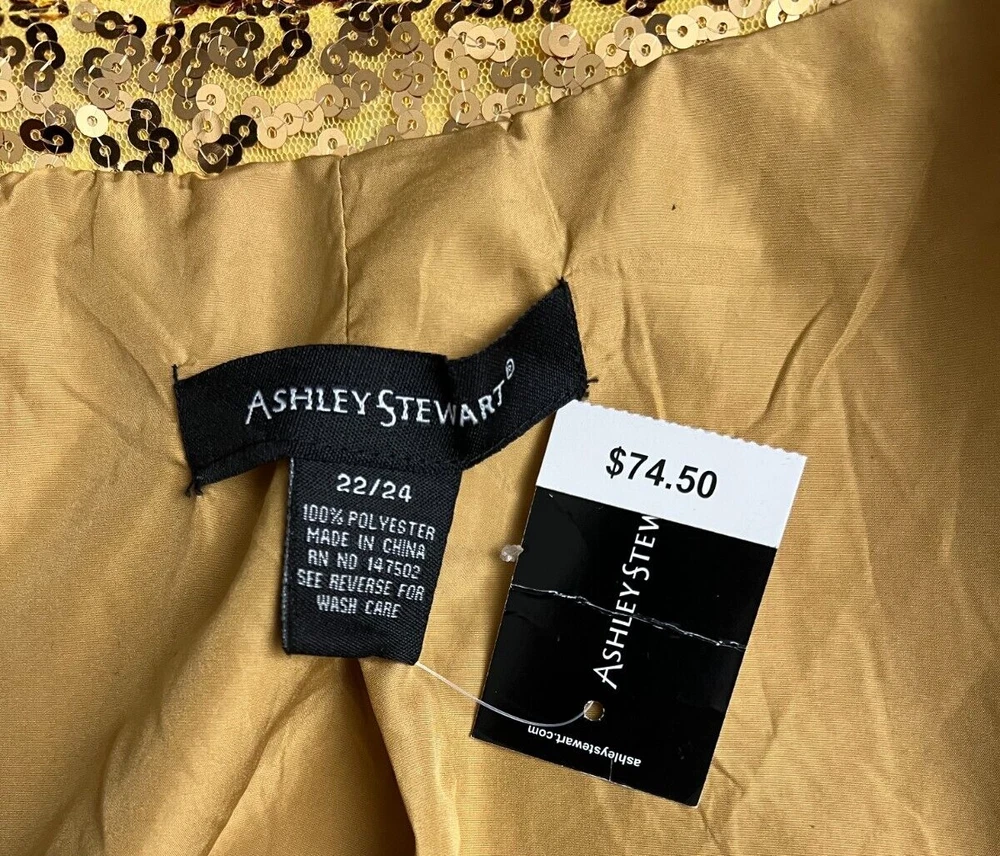 ASHLEY STEWART®
22/24
100% POLYESTER
MADE IN CHINA
RN NO 147502
SEE REVERSE FOR
WASH CARE
$74.50
ASHLEY STEW
ashleystewart.com